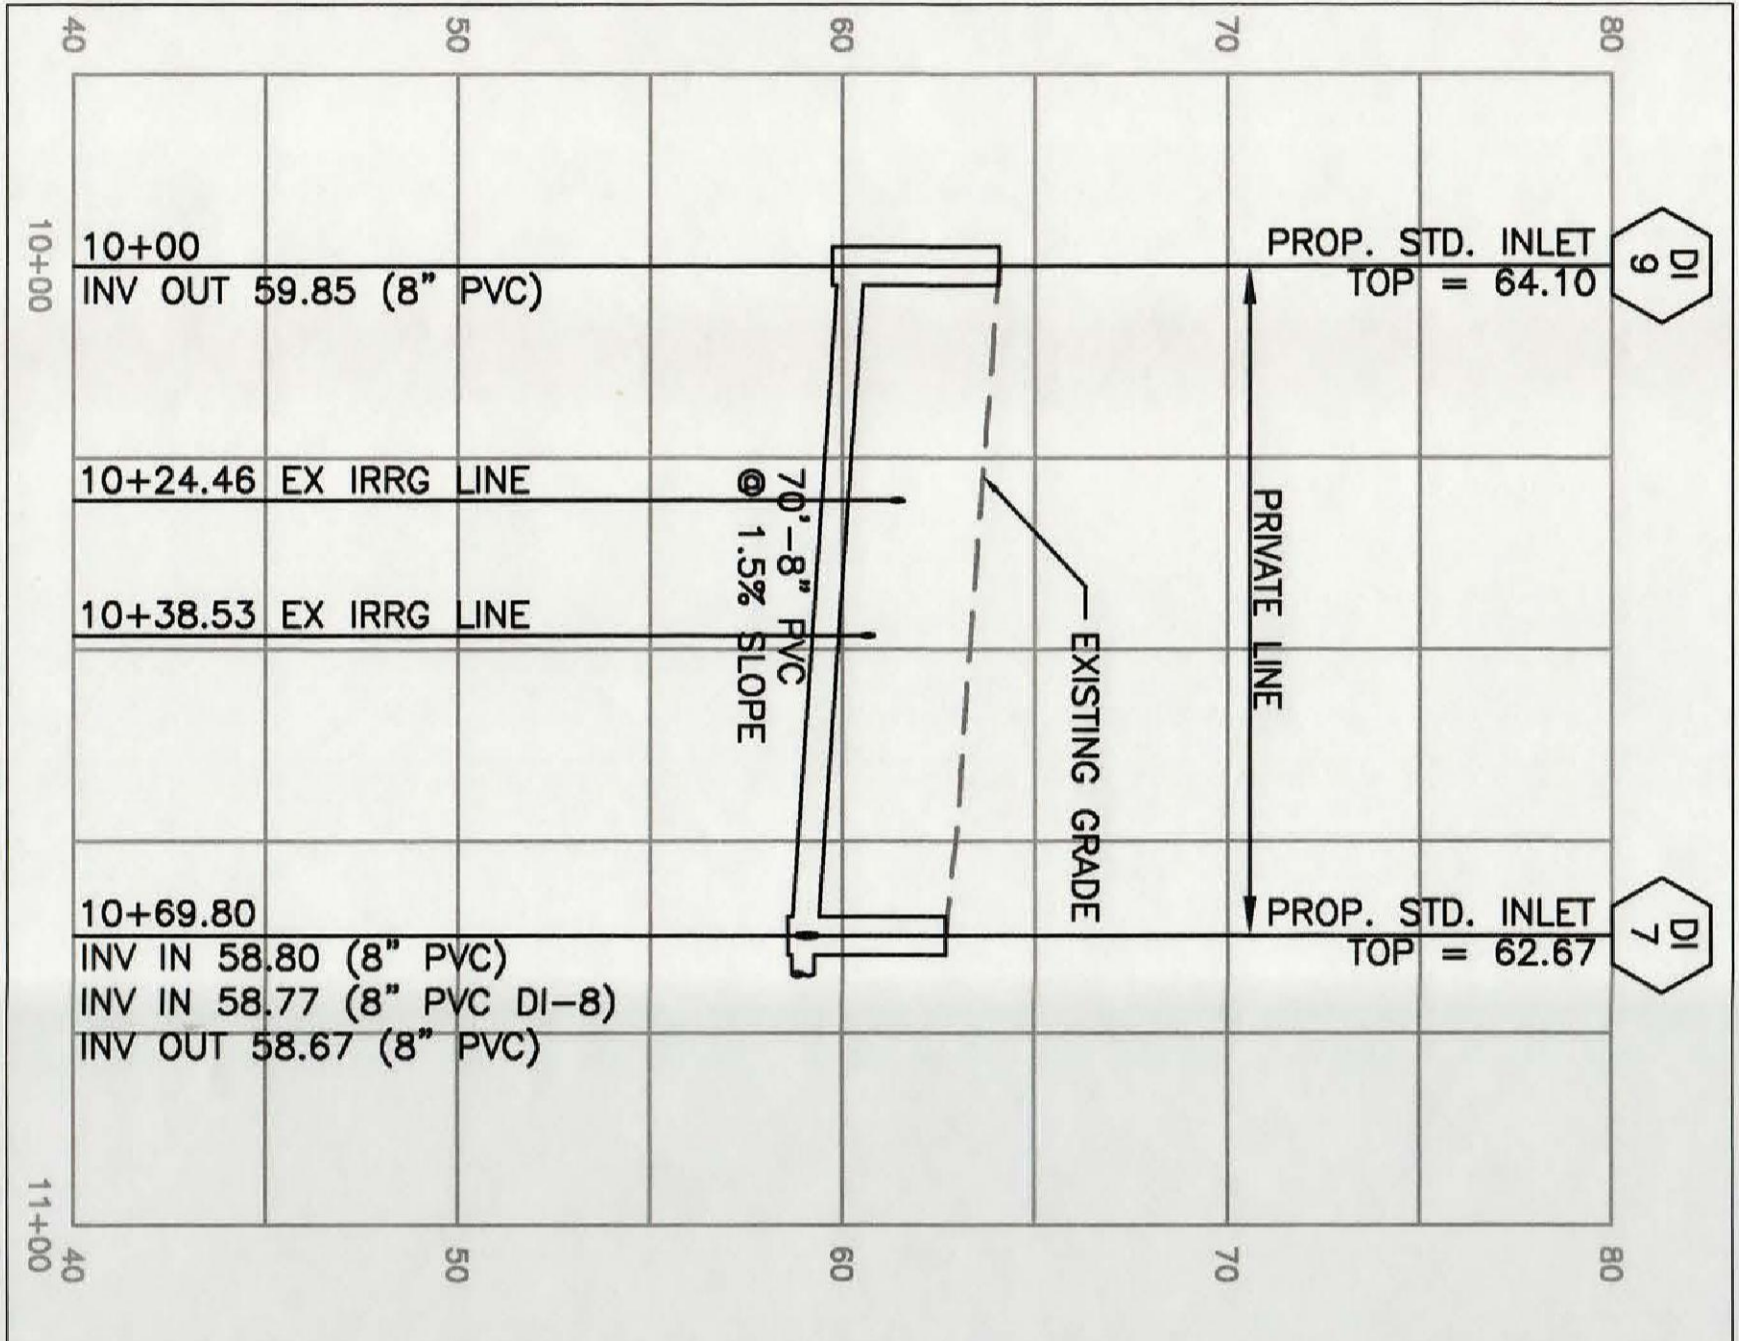 40
50
60
70
80
10+00
INV OUT 59.85 (8" PVC)
PROP. STD. INLET
TOP = 64.10
DI
9
10+24.46 EX IRRG LINE
10+38.53 EX IRRG LINE
70'-8" PVC
@ 1.5% SLOPE
EXISTING GRADE
PRIVATE LINE
10+69.80
INV IN 58.80 (8" PVC)
INV IN 58.77 (8" PVC DI-8)
INV OUT 58.67 (8" PVC)
PROP. STD. INLET
TOP = 62.67
DI
7
10+00
11+00
40
50
60
70
80